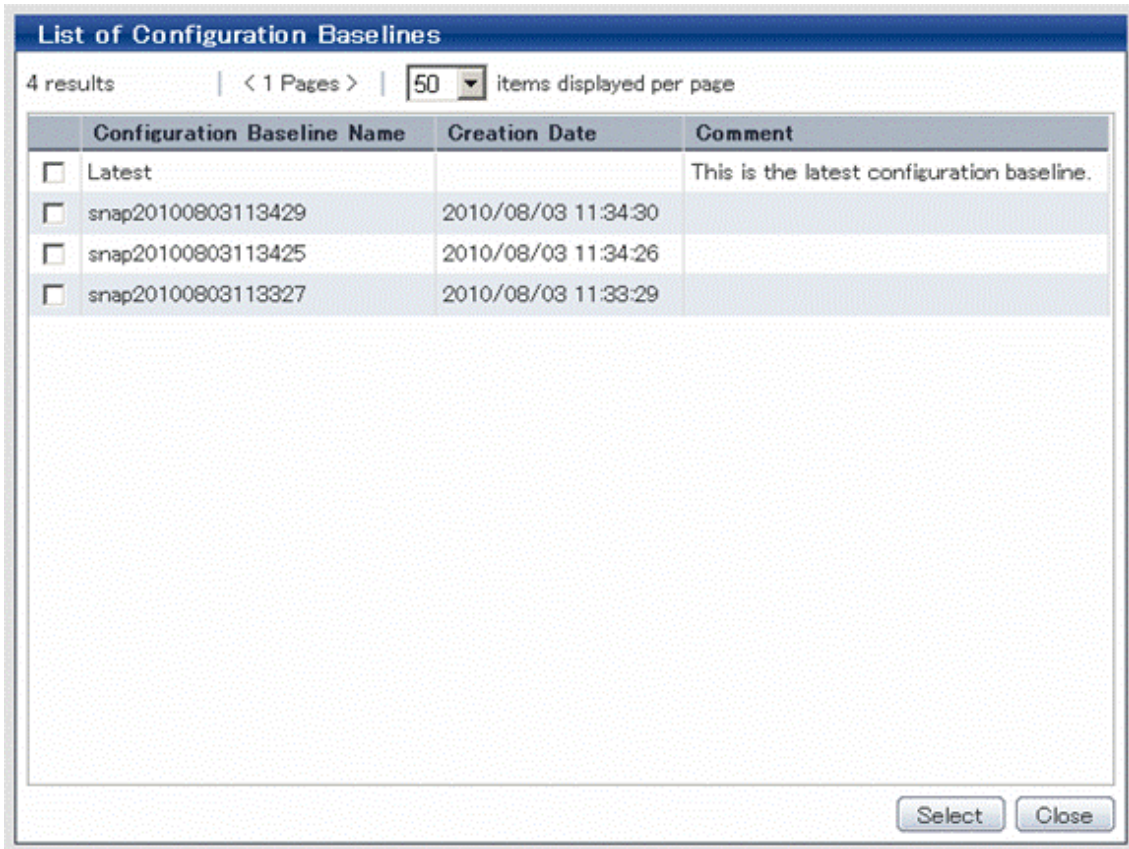 List of Configuration Baselines
4 results | < 1 Pages > | 50 items displayed per page
Configuration Baseline Name Creation Date Comment
Latest This is the latest configuration baseline.
snap20100803113429 2010/08/03 11:34:30
snap20100803113425 2010/08/03 11:34:26
snap20100803113327 2010/08/03 11:33:29
Select Close